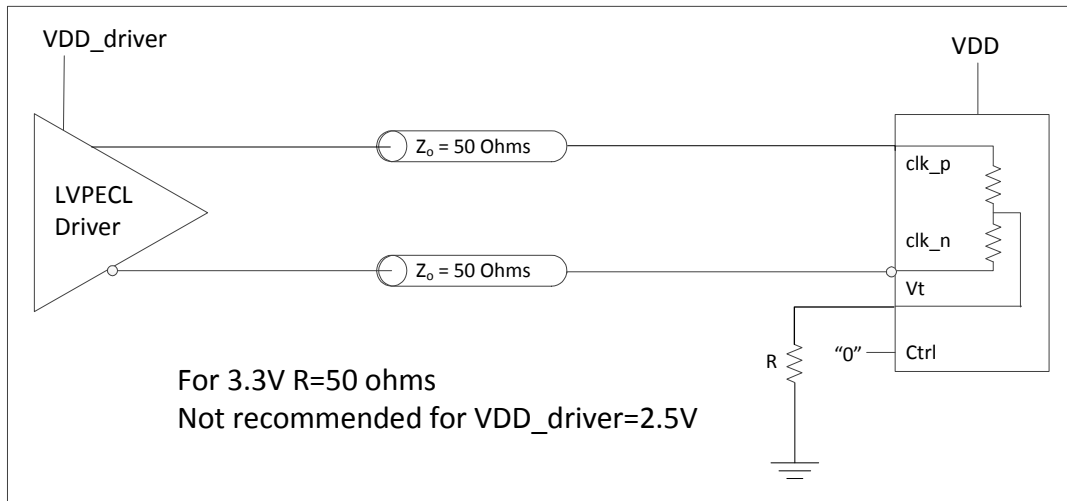 VDD_driver
VDD
LVPECL
Driver
Zo = 50 Ohms
clk_p
clk_n
Zo = 50 Ohms
Vt
R
“0”
Ctrl
For 3.3V R=50 ohms
Not recommended for VDD_driver=2.5V